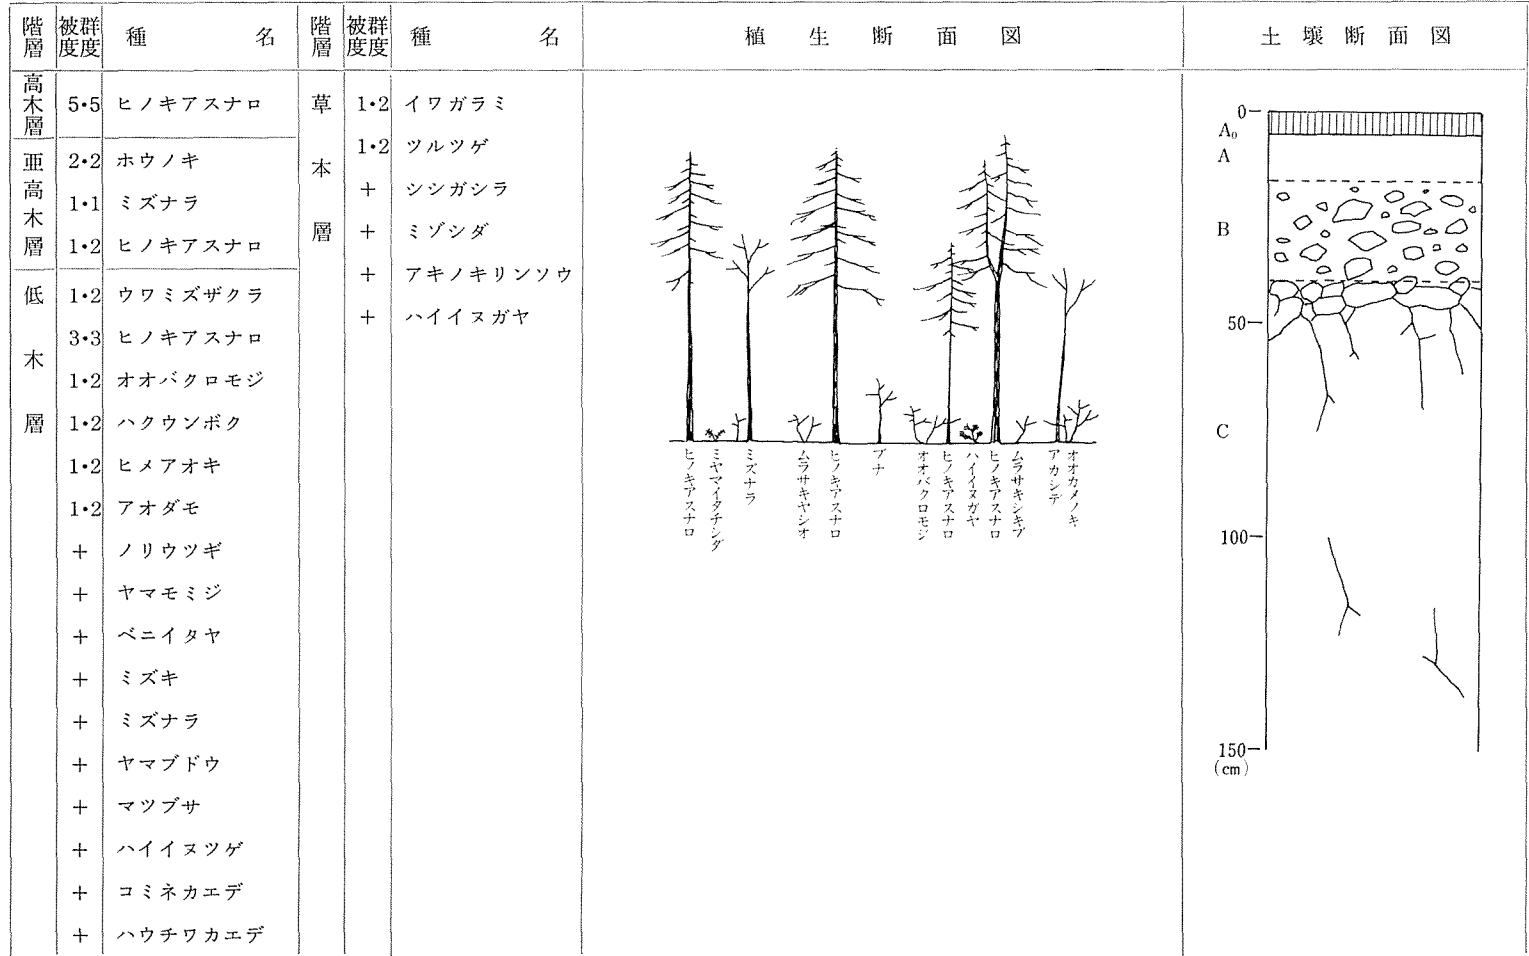 階層 被度 群度 種名 階層 被度 群度 種名 植生断面図 土壌断面図
高木層
5・5 ヒノキアスナロ
亜高木層
2・2 ホウノキ
1・1 ミズナラ
1・2 ヒノキアスナロ
低木層
1・2 ウワミズザクラ
3・3 ヒノキアスナロ
1・2 オオバクロモジ
1・2 ハクウンボク
1・2 ヒメアオキ
1・2 アオダモ
+ ノリウツギ
+ ヤマモミジ
+ ベニイタヤ
+ ミズキ
+ ミズナラ
+ ヤマブドウ
+ マツブサ
+ ハイイヌツゲ
+ コミネカエデ
+ ハウチワカエデ
草本層
1・2 イワガラミ
1・2 ツルツゲ
+ シシガシラ
+ ミゾシダ
+ アキノキリンソウ
+ ハイイヌガヤ
ヒノキアスナロ
ミヤマイタチシダ
ミズナラ
ムラサキヤシオ
ヒノキアスナロ
ブナ
オオバクロモジ
ヒノキアスナロ
ハイイヌガヤ
ヒノキアスナロ
ムラサキシキブ
アカシデ
オオカメノキ
0
A₀
A
B
50
C
100
150
(cm)